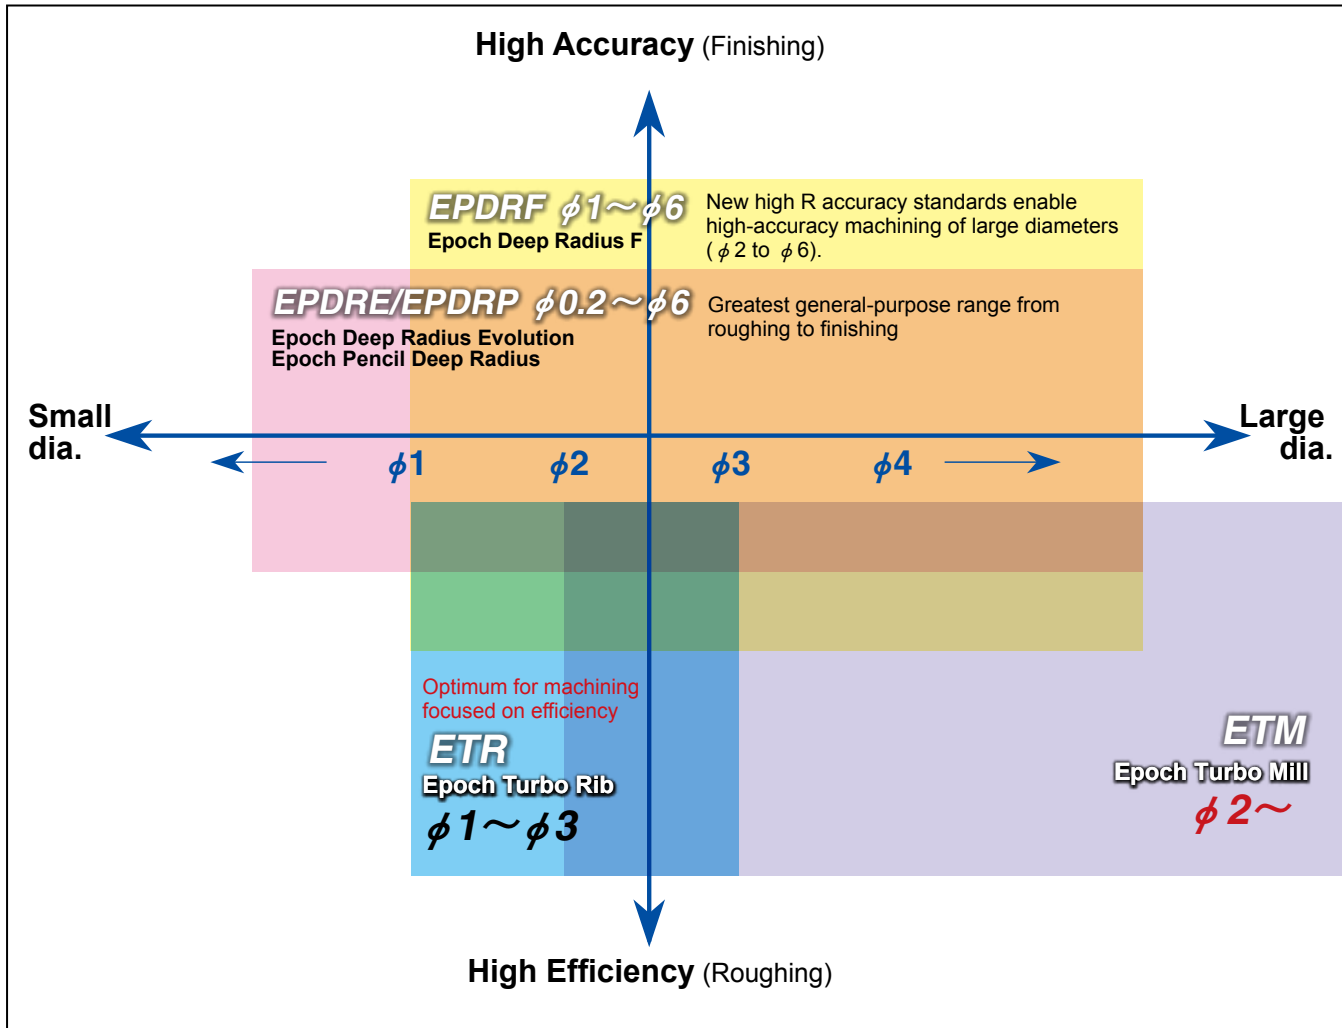 High Accuracy (Finishing)
EPDRF ϕ1～ϕ6
Epoch Deep Radius F
New high R accuracy standards enable
high-accuracy machining of large diameters
(ϕ2 to ϕ6).
EPDRE/EPDRP ϕ0.2～ϕ6
Epoch Deep Radius Evolution
Epoch Pencil Deep Radius
Greatest general-purpose range from
roughing to finishing
Small
dia.
Large
dia.
ϕ1 ϕ2 ϕ3 ϕ4
Optimum for machining
focused on efficiency
ETR
Epoch Turbo Rib
ϕ1～ϕ3
ETM
Epoch Turbo Mill
ϕ2～
High Efficiency (Roughing)